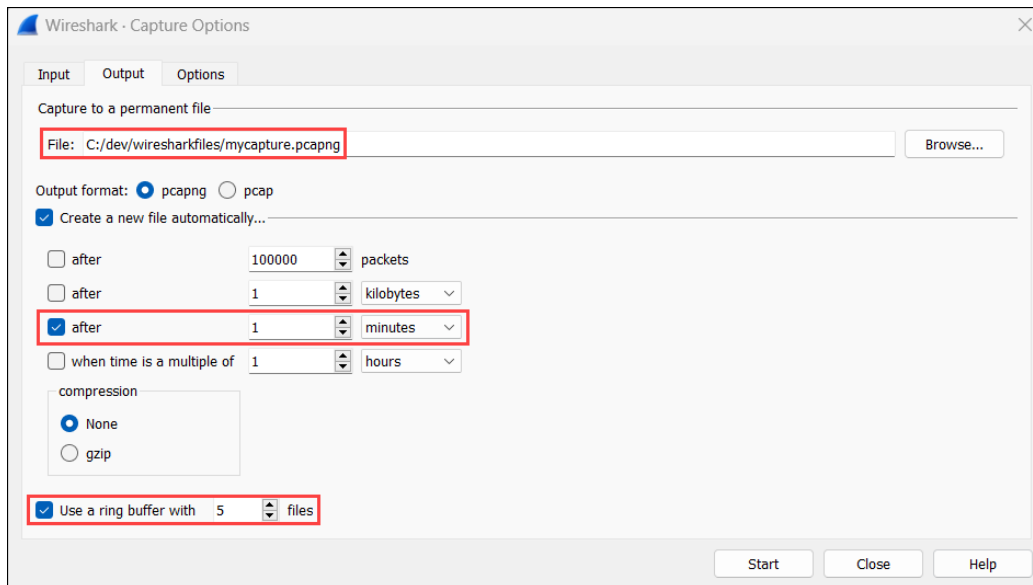 Wireshark · Capture Options
Input Output Options
Capture to a permanent file
File: C:/dev/wiresharkfiles/mycapture.pcapng Browse...
Output format: pcapng pcap
Create a new file automatically...
after 100000 packets
after 1 kilobytes
after 1 minutes
when time is a multiple of 1 hours
compression
None
gzip
Use a ring buffer with 5 files
Start Close Help